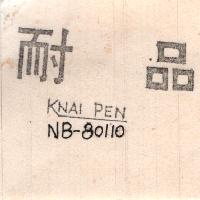 耐 品
KNAI PEN
NB-80110